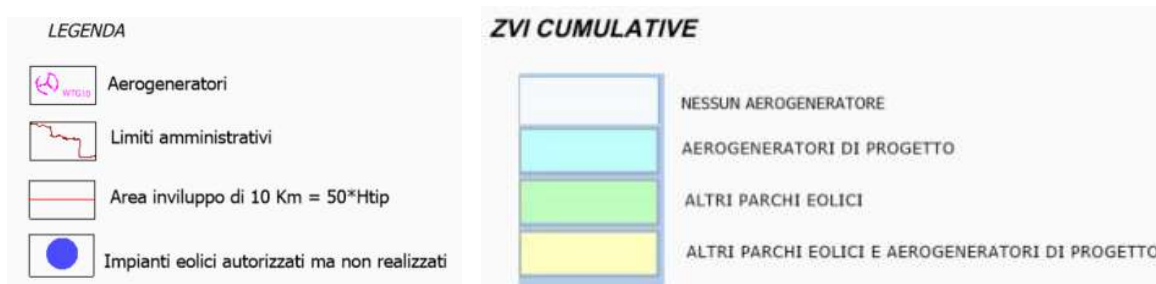 LEGENDA
WTG10
Aerogeneratori
Limiti amministrativi
Area inviluppo di 10 Km = 50*Htip
Impianti eolici autorizzati ma non realizzati
ZVI CUMULATIVE
NESSUN AEROGENERATORE
AEROGENERATORI DI PROGETTO
ALTRI PARCHI EOLICI
ALTRI PARCHI EOLICI E AEROGENERATORI DI PROGETTO